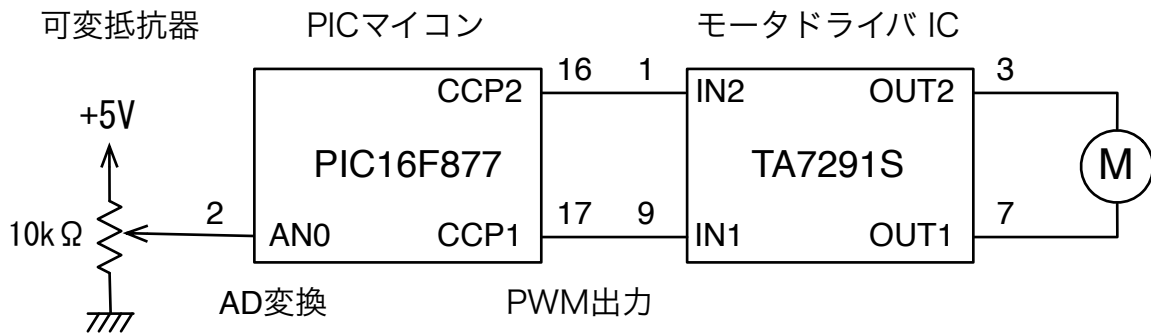 可変抵抗器 PICマイコン モータドライバ IC
16 1 3
CCP2 IN2 OUT2
+5V
PIC16F877 TA7291S M
10kΩ 2 17 9 7
AN0 CCP1 IN1 OUT1
AD変換 PWM出力